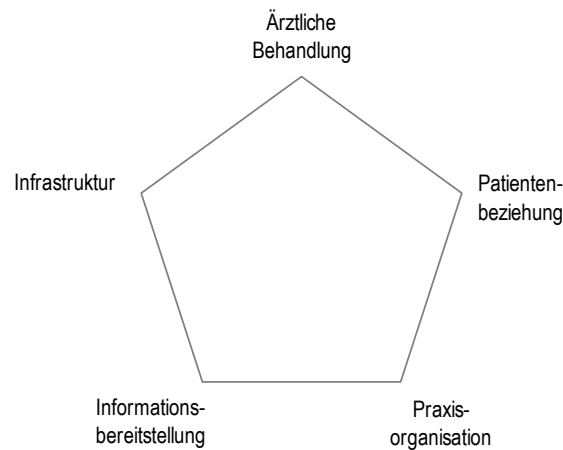 Ärztliche
Behandlung
Infrastruktur
Patienten-
beziehung
Informations-
bereitstellung
Praxis-
organisation